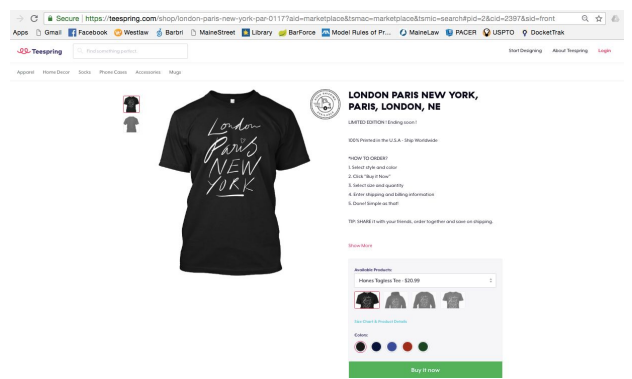 Secure | https://teespring.com/shop/london-paris-new-york-par-0117?aid=marketplace&tsmac=marketplace&tsmic=search#pid=2&cid=2397&sid=front
Apps Gmail Facebook Westlaw Barbri MaineStreet Library BarForce Model Rules of Pr... MaineLaw PACER USPTO DocketTrak
Teespring
Find something perfect
Start Designing About Teespring Login
Apparel Home Decor Socks Phone Cases Accessories Mugs
London
Paris
NEW
YORK
LONDON PARIS NEW YORK,
PARIS, LONDON, NE
LIMITED EDITION ! Ending soon !
100% Printed in the U.S.A - Ship Worldwide
*HOW TO ORDER?
1. Select style and color
2. Click "Buy it Now"
3. Select size and quantity
4. Enter shipping and billing information
5. Done! Simple as that!
TIP: SHARE it with your friends, order together and save on shipping.
Show More
Available Products
Hanes Tagless Tee - $20.99
Size Chart & Product Details
Colors:
Buy it now